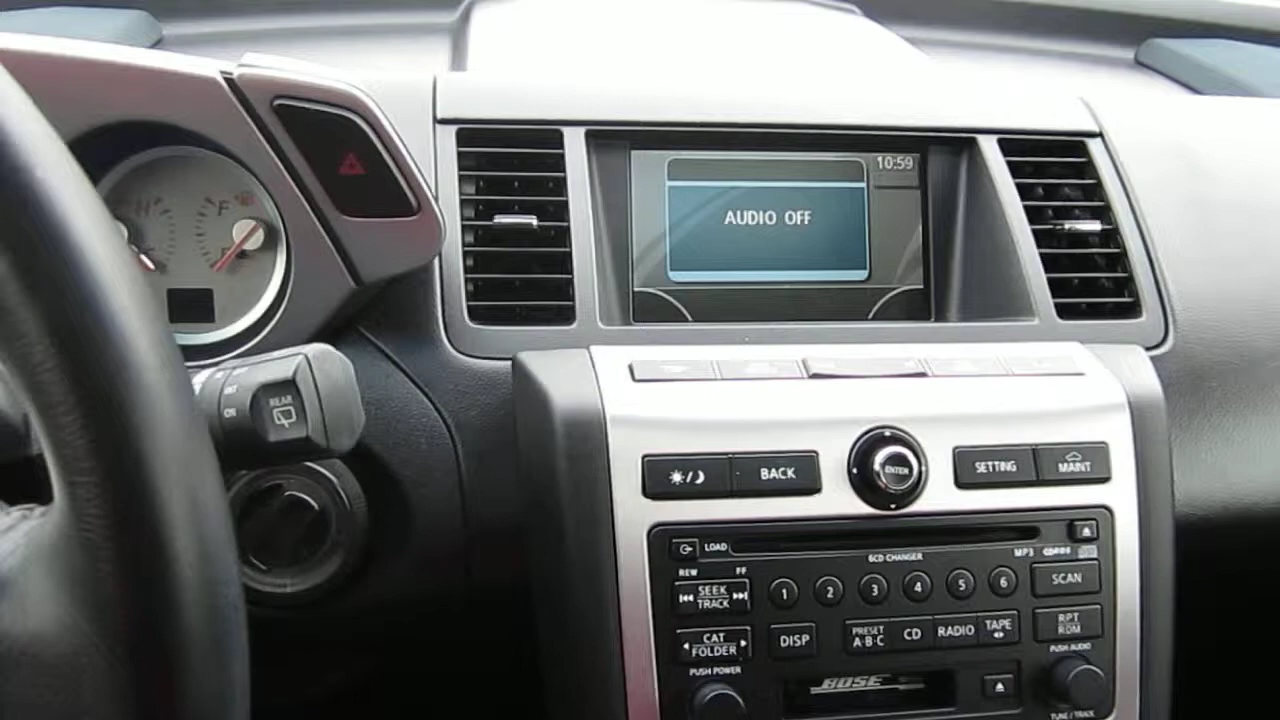 10:59
AUDIO OFF
H
F
INT
ON
REAR
BACK
ENTER
SETTING
MAINT
LOAD
6CD CHANGER
MP3
REW
FF
SEEK
TRACK
1
2
3
4
5
6
SCAN
CAT
FOLDER
DISP
PRESET
A·B·C
CD
RADIO
TAPE
RPT
RDM
PUSH POWER
BOSE
PUSH AUDIO
TUNE / TRACK